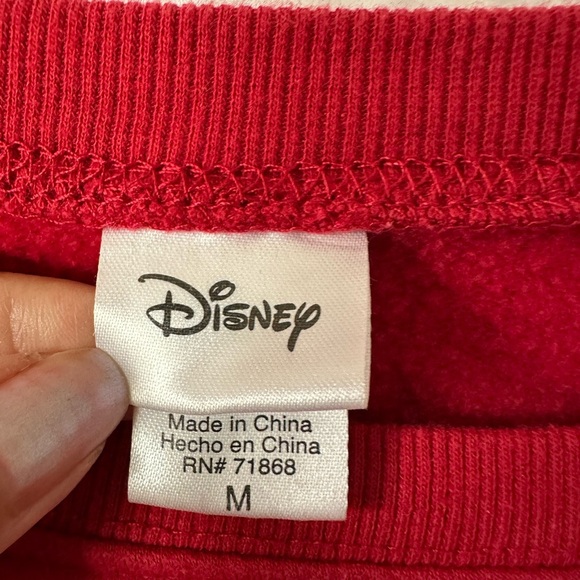 Disney
Made in China
Hecho en China
RN# 71868
M